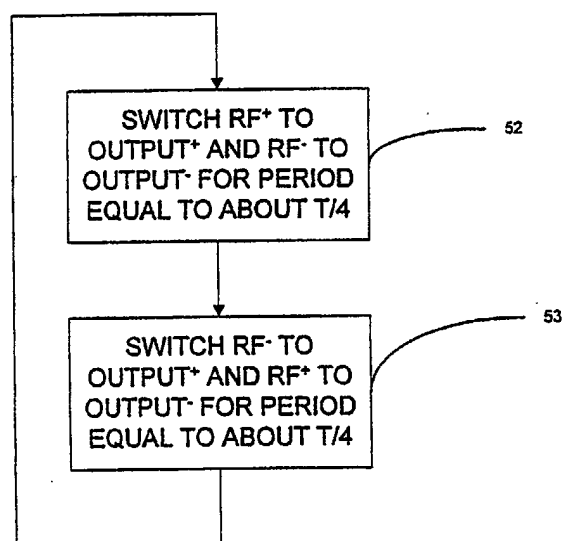 SWITCH RF⁺ TO
OUTPUT⁺ AND RF⁻ TO
OUTPUT⁻ FOR PERIOD
EQUAL TO ABOUT T/4
52
SWITCH RF⁻ TO
OUTPUT⁺ AND RF⁺ TO
OUTPUT⁻ FOR PERIOD
EQUAL TO ABOUT T/4
53